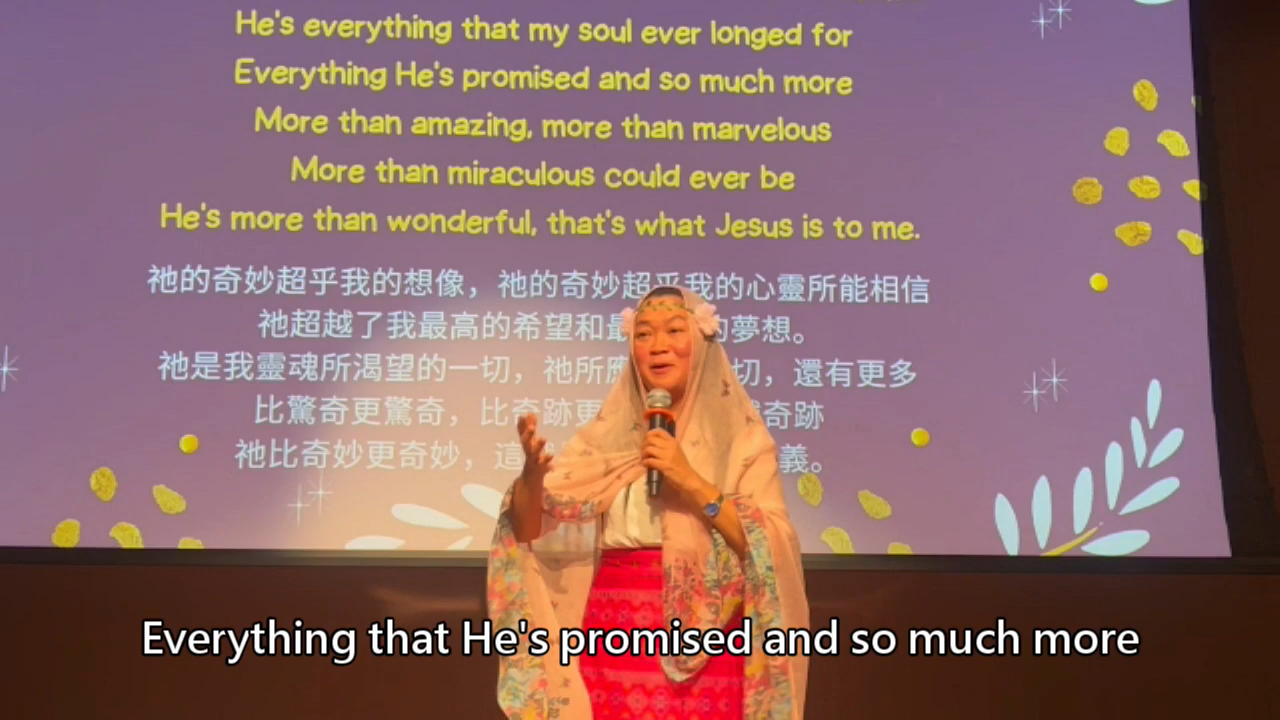 He's everything that my soul ever longed for
Everything He's promised and so much more
More than amazing, more than marvelous
More than miraculous could ever be
He's more than wonderful, that's what Jesus is to me.
祂的奇妙超乎我的想像，祂的奇妙超乎我的心靈所能相信
祂超越了我最高的希望和最的夢想。
祂是我靈魂所渴望的一切，祂所應切，還有更多
比驚奇更驚奇，比奇跡更奇跡
祂比奇妙更奇妙，這義。
Everything that He's promised and so much more